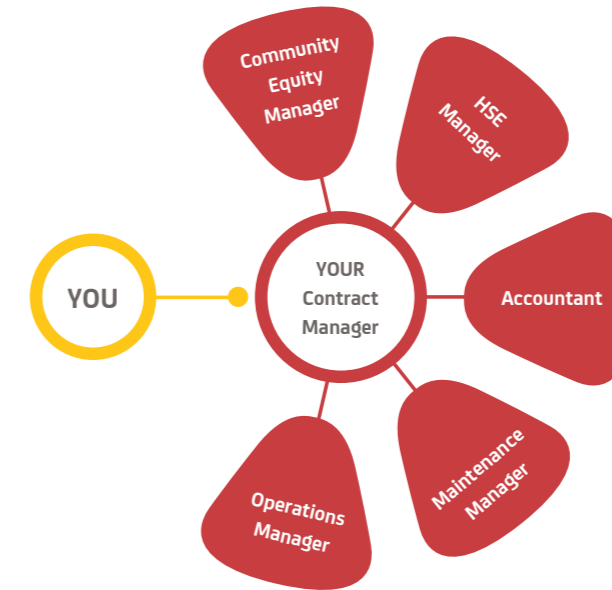 Community
Equity
Manager
HSE
Manager
YOU
YOUR
Contract
Manager
Accountant
Maintenance
Manager
Operations
Manager